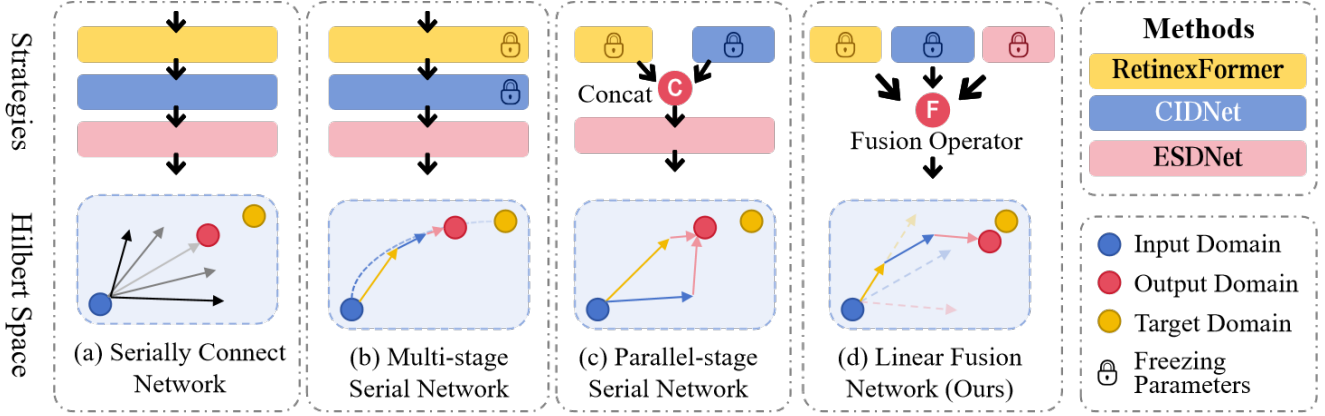 Strategies
Concat
C
F
Fusion Operator
Methods
RetinexFormer
CIDNet
ESDNet
Hilbert Space
(a) Serially Connect
Network
(b) Multi-stage
Serial Network
(c) Parallel-stage
Serial Network
(d) Linear Fusion
Network (Ours)
Input Domain
Output Domain
Target Domain
Freezing
Parameters